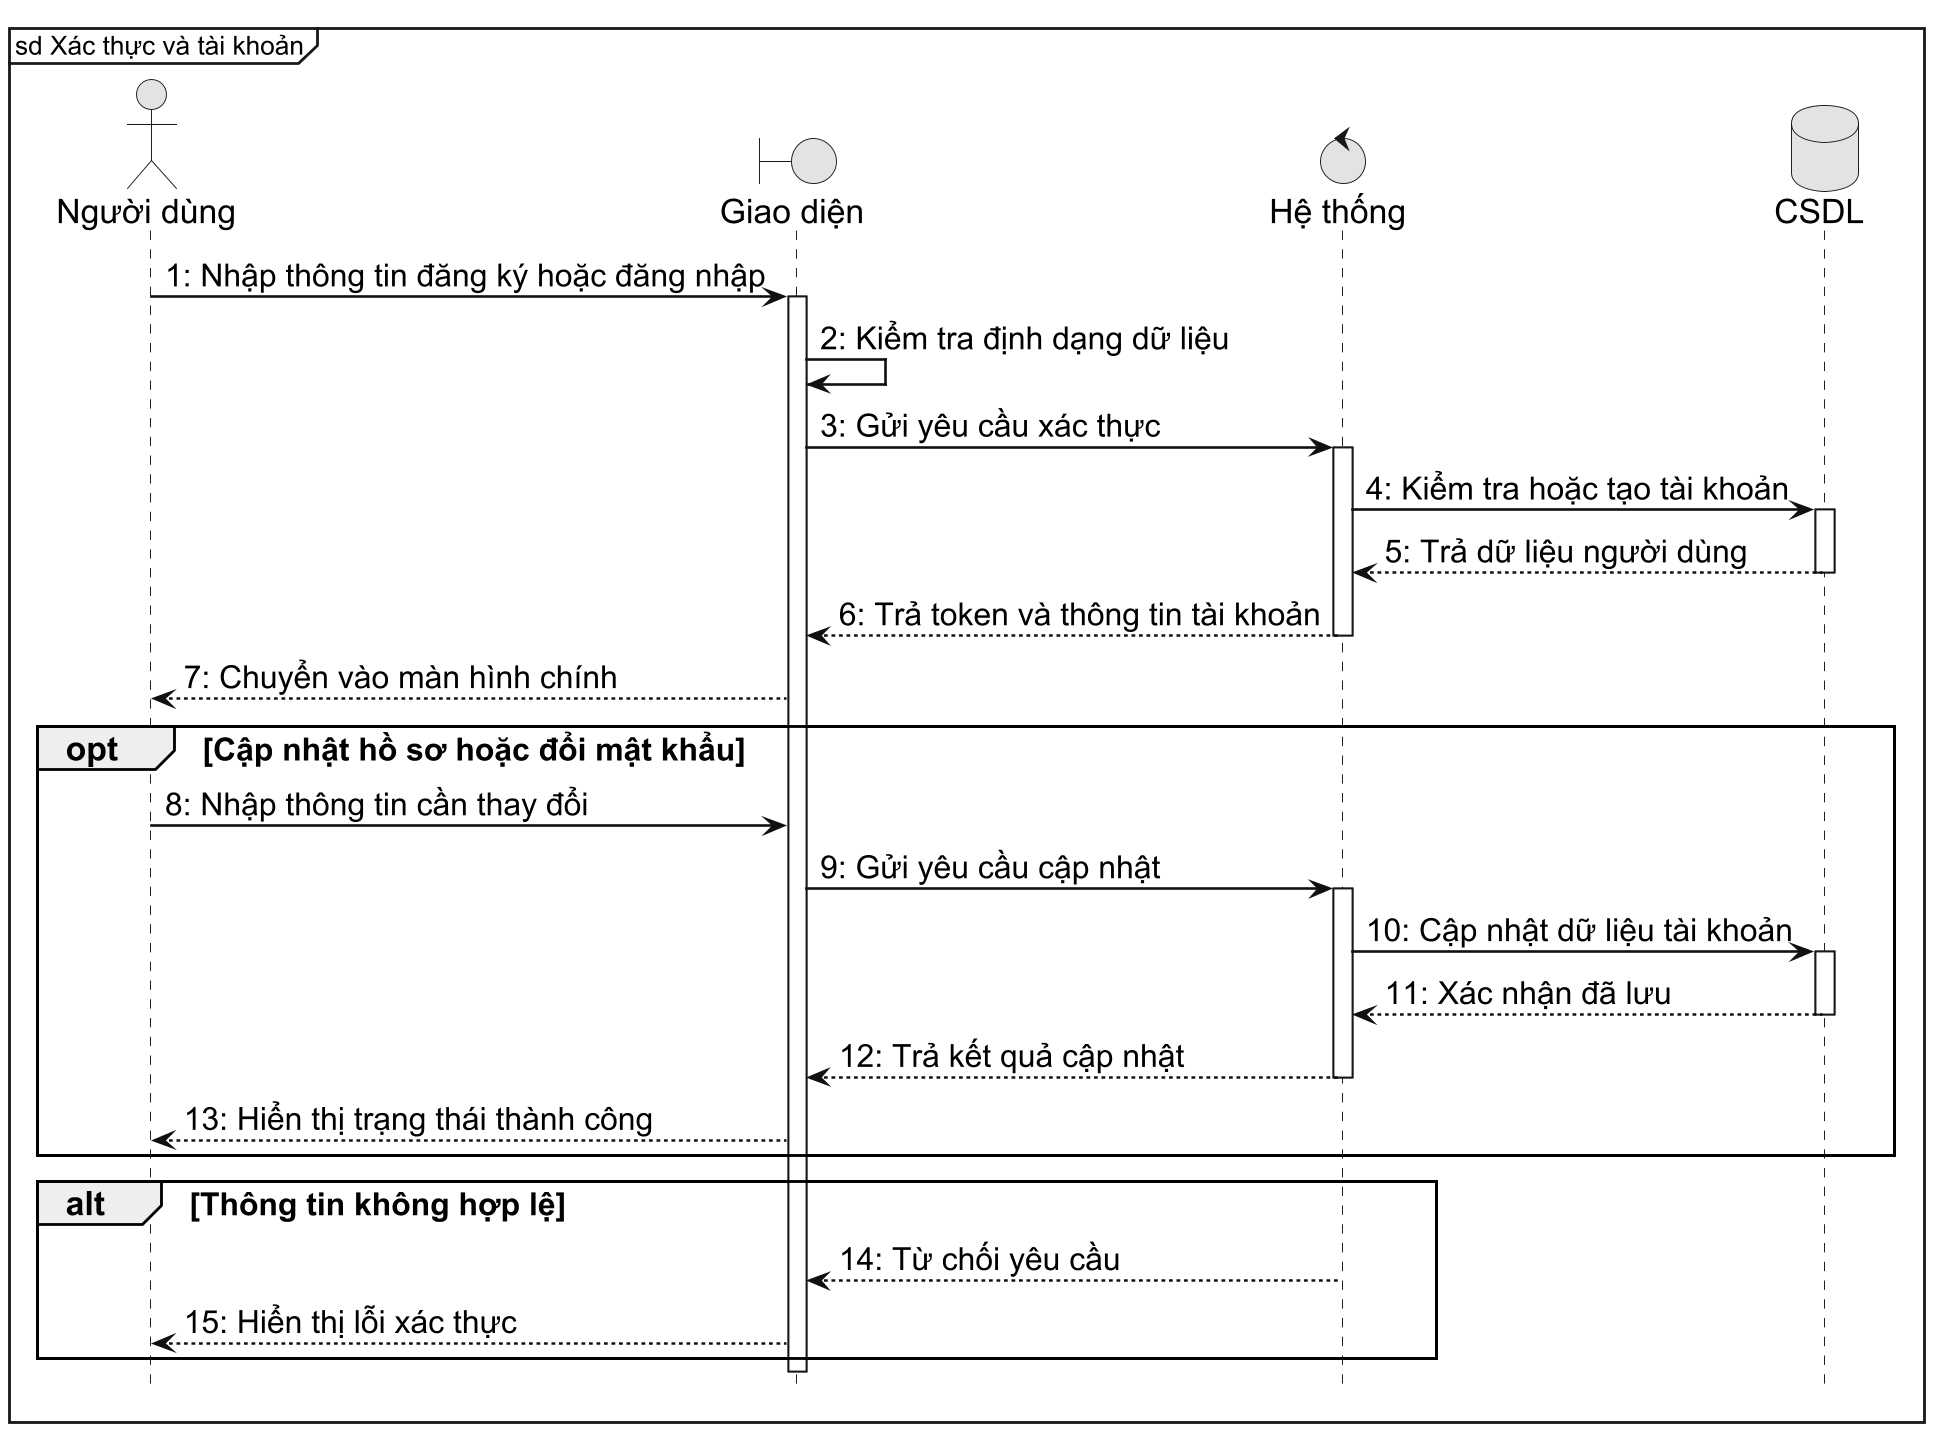 sd Xác thực và tài khoản
Người dùng
Giao diện
Hệ thống
CSDL
1: Nhập thông tin đăng ký hoặc đăng nhập
2: Kiểm tra định dạng dữ liệu
3: Gửi yêu cầu xác thực
4: Kiểm tra hoặc tạo tài khoản
5: Trả dữ liệu người dùng
6: Trả token và thông tin tài khoản
7: Chuyển vào màn hình chính
opt [Cập nhật hồ sơ hoặc đổi mật khẩu]
8: Nhập thông tin cần thay đổi
9: Gửi yêu cầu cập nhật
10: Cập nhật dữ liệu tài khoản
11: Xác nhận đã lưu
12: Trả kết quả cập nhật
13: Hiển thị trạng thái thành công
alt [Thông tin không hợp lệ]
14: Từ chối yêu cầu
15: Hiển thị lỗi xác thực